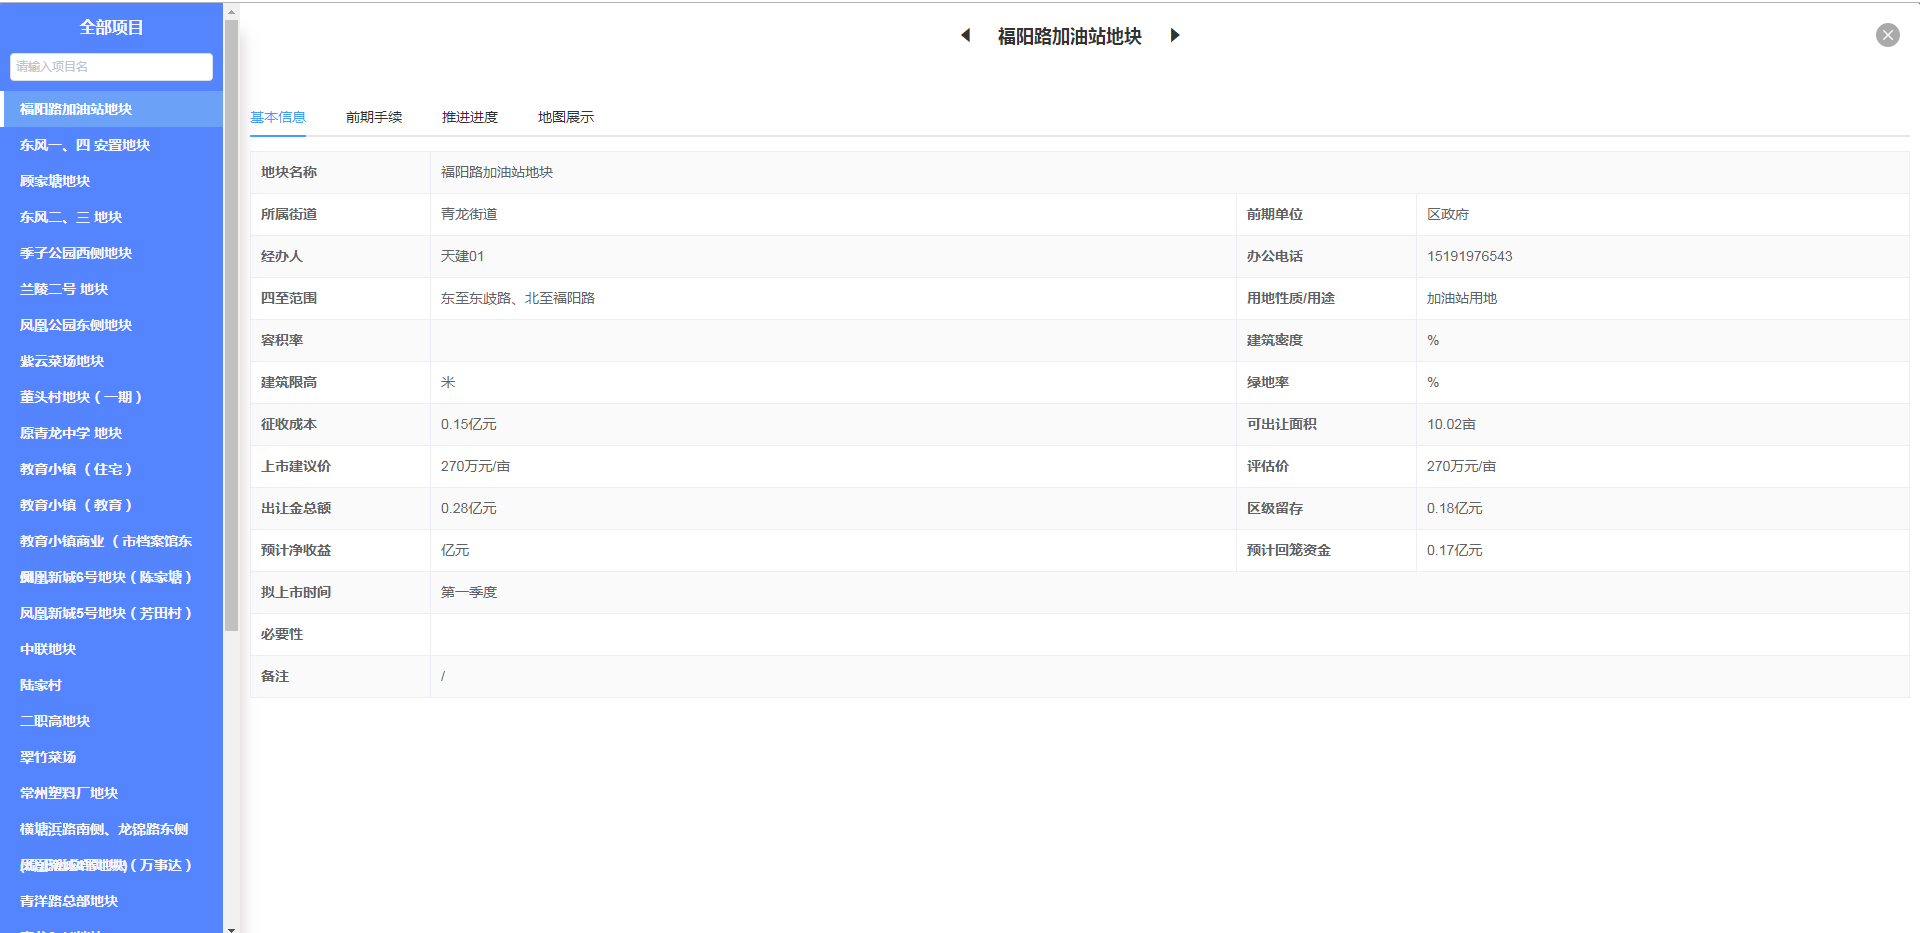 全部项目
请输入项目名
福阳路加油站地块
东风一、四 安置地块
顾家塘地块
东风二、三 地块
季子公园西侧地块
兰陵二号 地块
凤凰公园东侧地块
紫云菜场地块
董头村地块（一期）
原青龙中学 地块
教育小镇 （住宅）
教育小镇 （教育）
教育小镇商业 （市档案馆东
凤凰新城6号地块（陈家塘）
凤凰新城5号地块（芳田村）
中联地块
陆家村
二职高地块
翠竹菜场
常州塑料厂地块
横塘浜路南侧、龙锦路东侧
（万事达）
青洋路总部地块
福阳路加油站地块
基本信息 前期手续 推进进度 地图展示
地块名称 福阳路加油站地块
所属街道 青龙街道 前期单位 区政府
经办人 天建01 办公电话 15191976543
四至范围 东至东歧路、北至福阳路 用地性质/用途 加油站用地
容积率 建筑密度 %
建筑限高 米 绿地率 %
征收成本 0.15亿元 可出让面积 10.02亩
上市建议价 270万元/亩 评估价 270万元/亩
出让金总额 0.28亿元 区级留存 0.18亿元
预计净收益 亿元 预计回笼资金 0.17亿元
拟上市时间 第一季度
必要性
备注 /